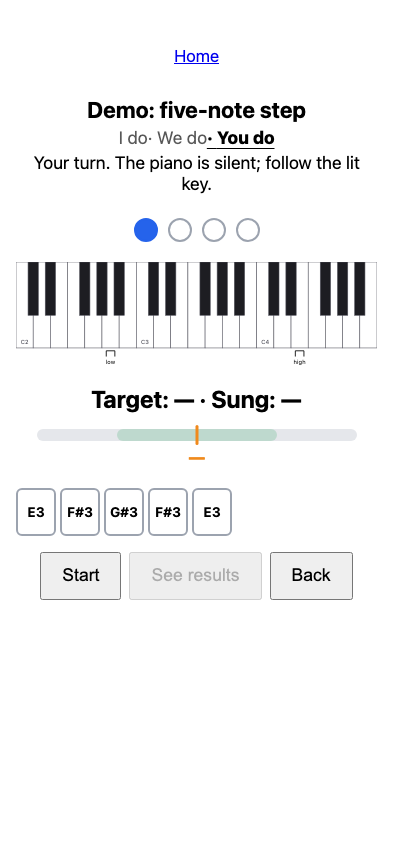 Home
Demo: five-note step
I do· We do· You do
Your turn. The piano is silent; follow the lit
key.
C2 C3 C4
low high
Target: — · Sung: —
—
E3 F#3 G#3 F#3 E3
Start See results Back